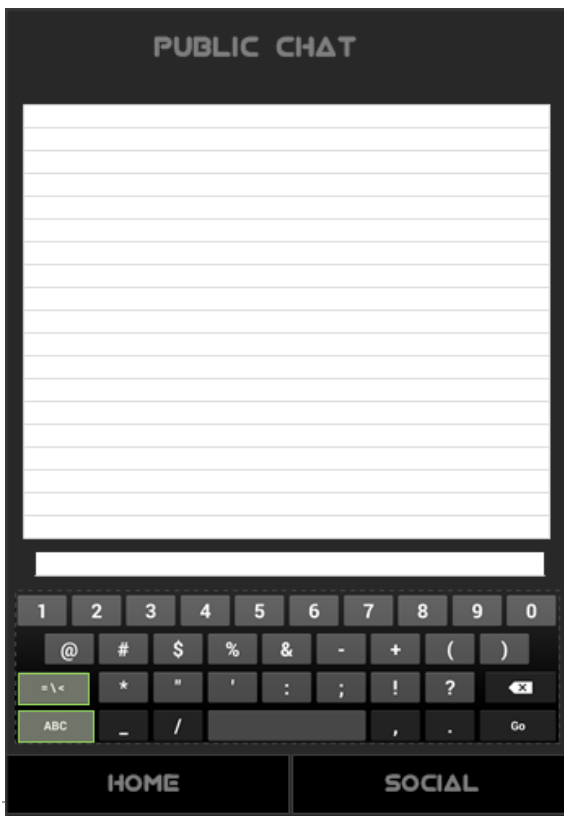 PUBLIC CHAT
1 2 3 4 5 6 7 8 9 0
@ # $ % & - + ( )
=\< * " ' : ; ! ?
ABC _ / , . Go
HOME SOCIAL